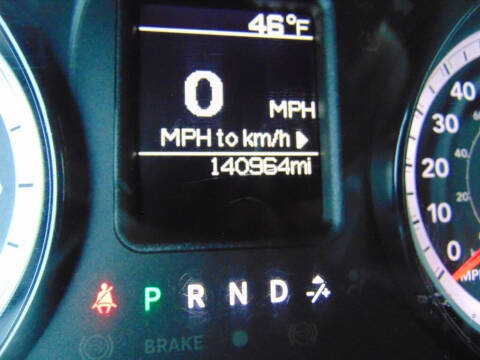 46°F
0 MPH
MPH to km/h
140964mi
40
30
20
10
0
P R N D -/+
BRAKE